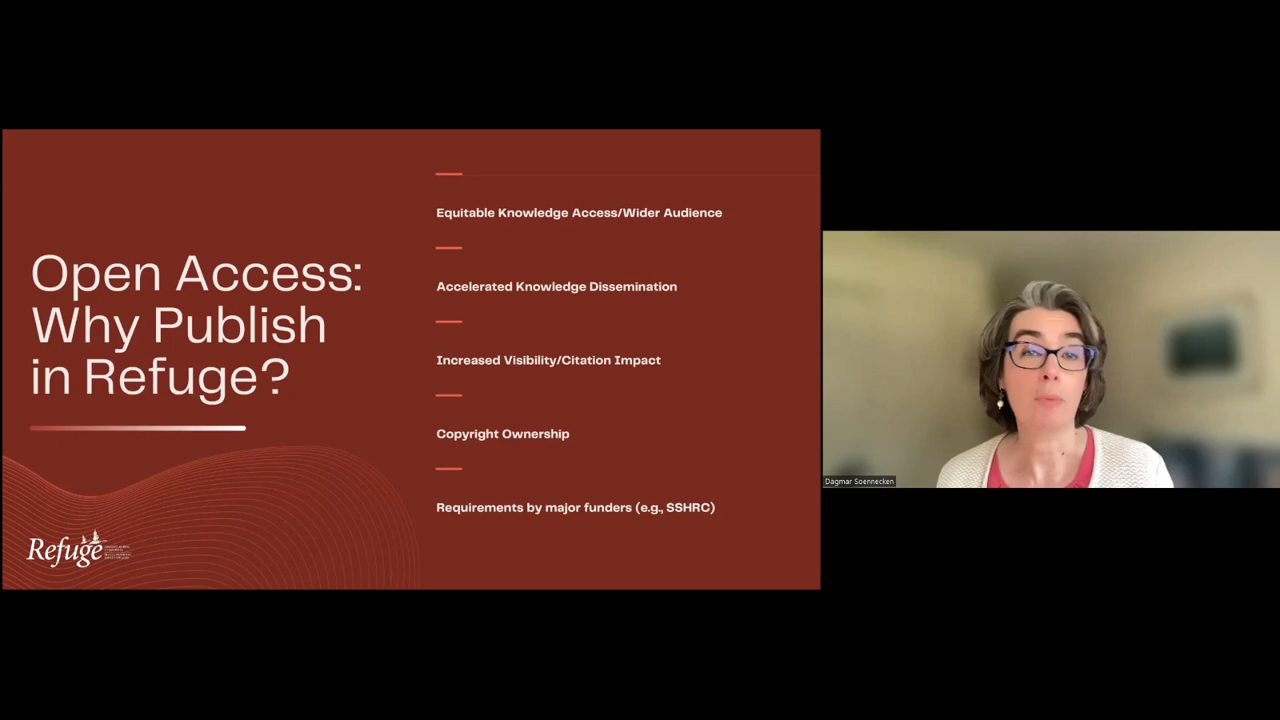 Open Access:
Why Publish
in Refuge?
Equitable Knowledge Access/Wider Audience
Accelerated Knowledge Dissemination
Increased Visibility/Citation Impact
Copyright Ownership
Requirements by major funders (e.g., SSHRC)
Refuge
Dagmar Soennecken